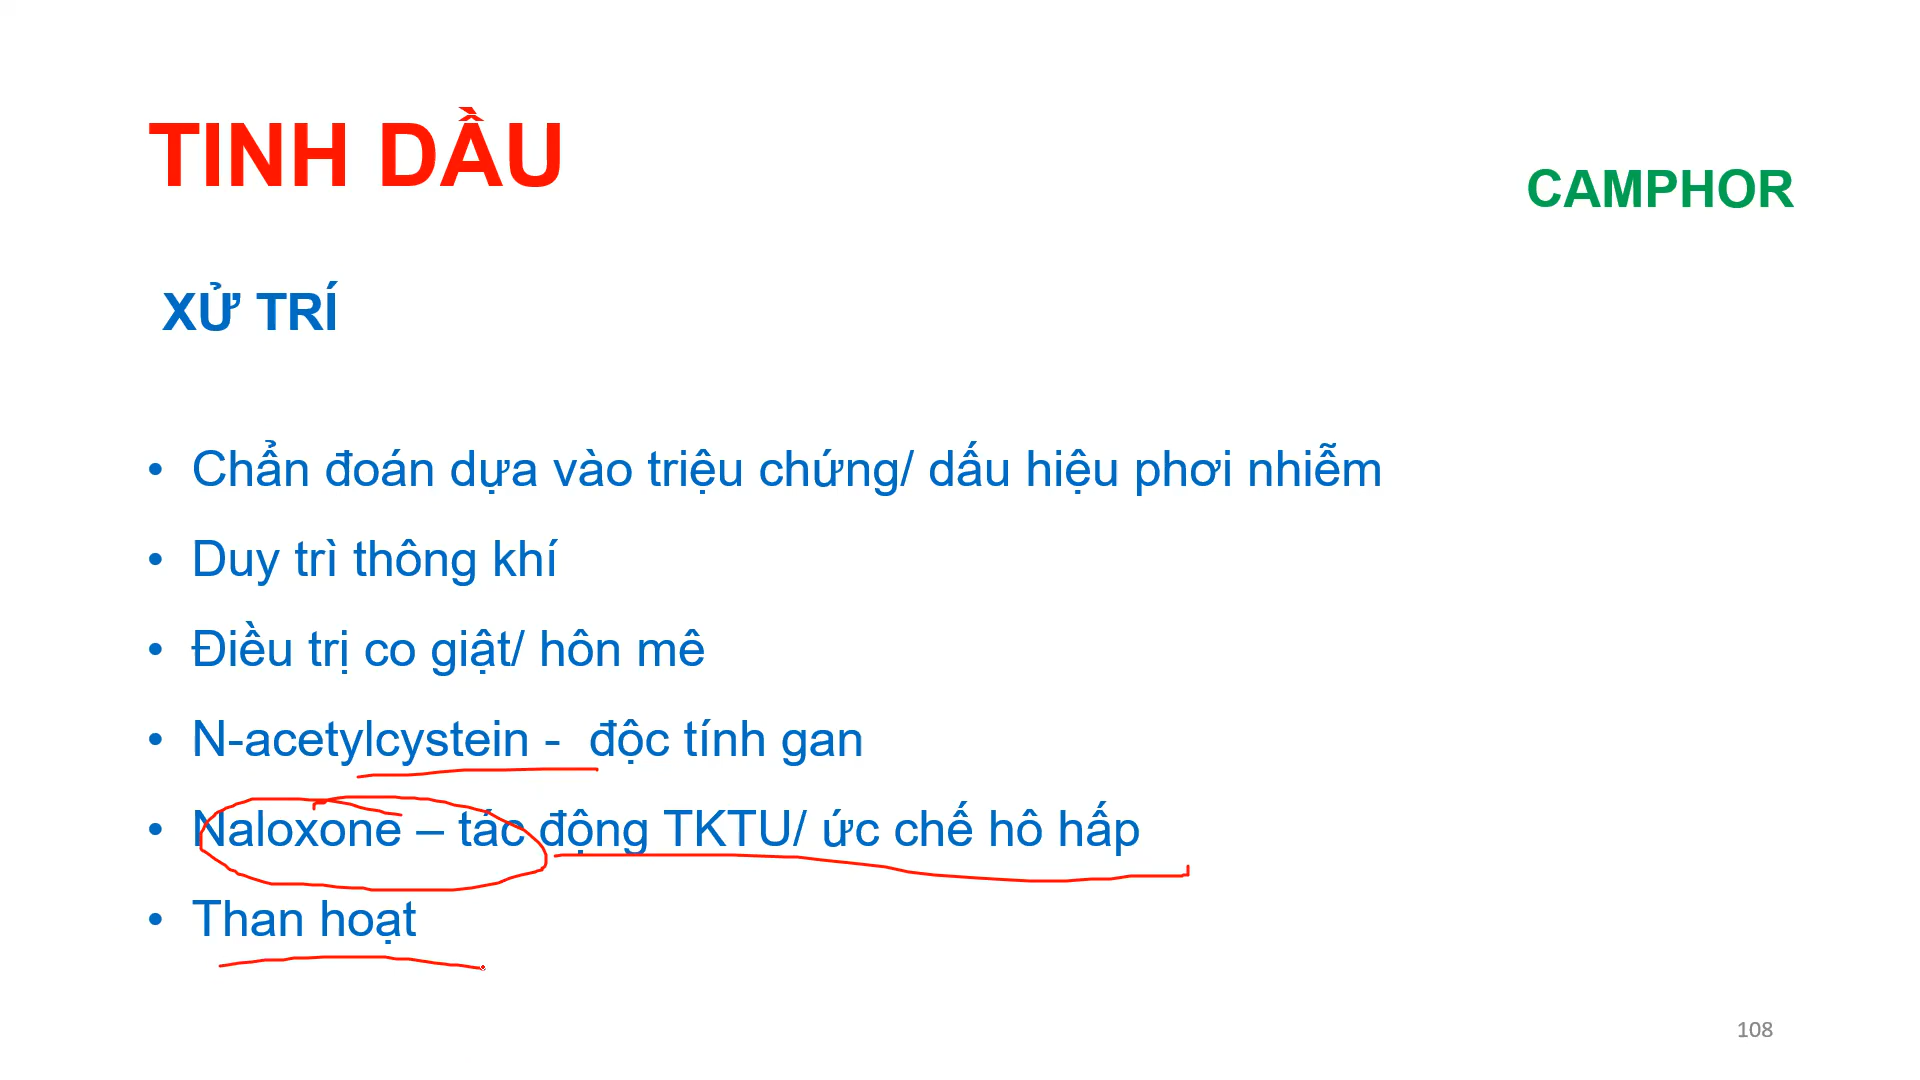 TINH DẦU
CAMPHOR
XỬ TRÍ
• Chẩn đoán dựa vào triệu chứng/ dấu hiệu phơi nhiễm
• Duy trì thông khí
• Điều trị co giật/ hôn mê
• N-acetylcystein - độc tính gan
• Naloxone – tác động TKTU/ ức chế hô hấp
• Than hoạt
108